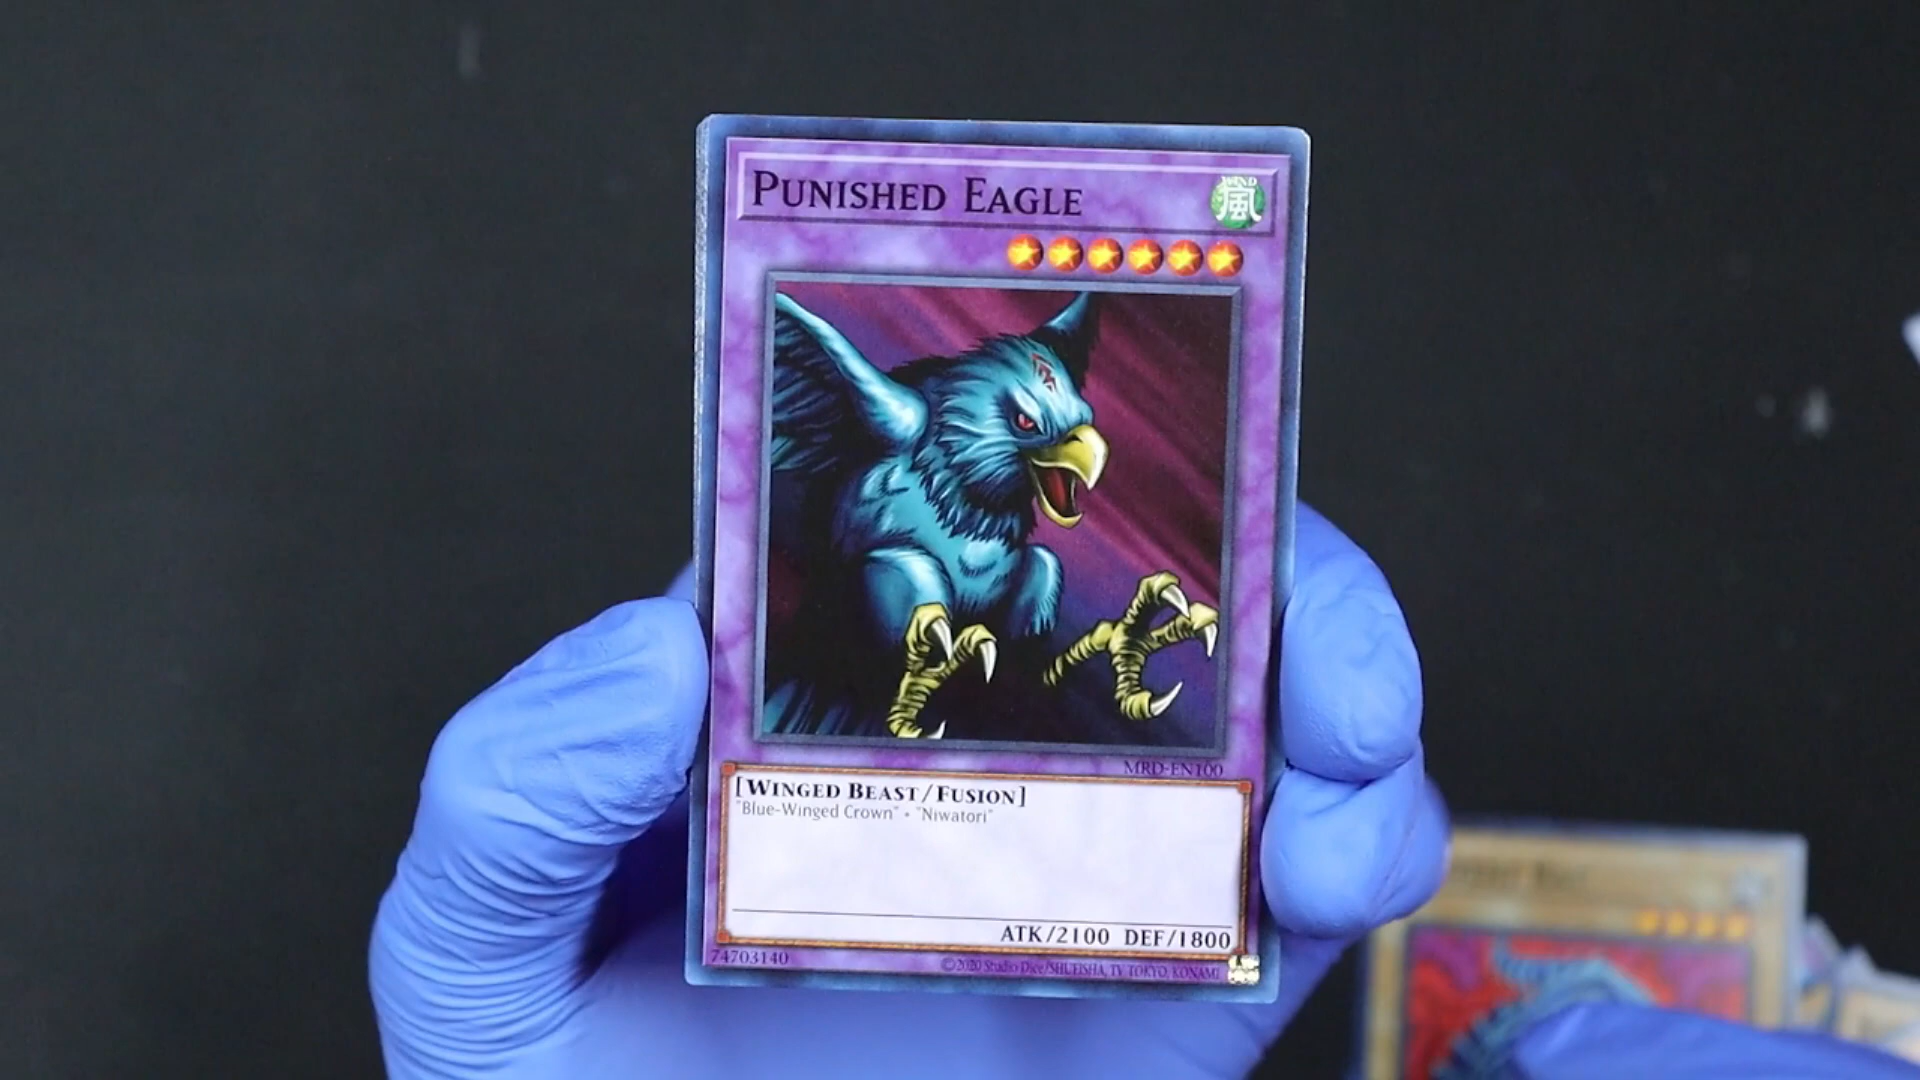 PUNISHED EAGLE
WIND
風
MRD-EN100
[WINGED BEAST/FUSION]
"Blue-Winged Crown" + "Niwatori"
ATK/2100 DEF/1800
74703140
©2020 Studio Dice/SHUEISHA, TV TOKYO, KONAMI